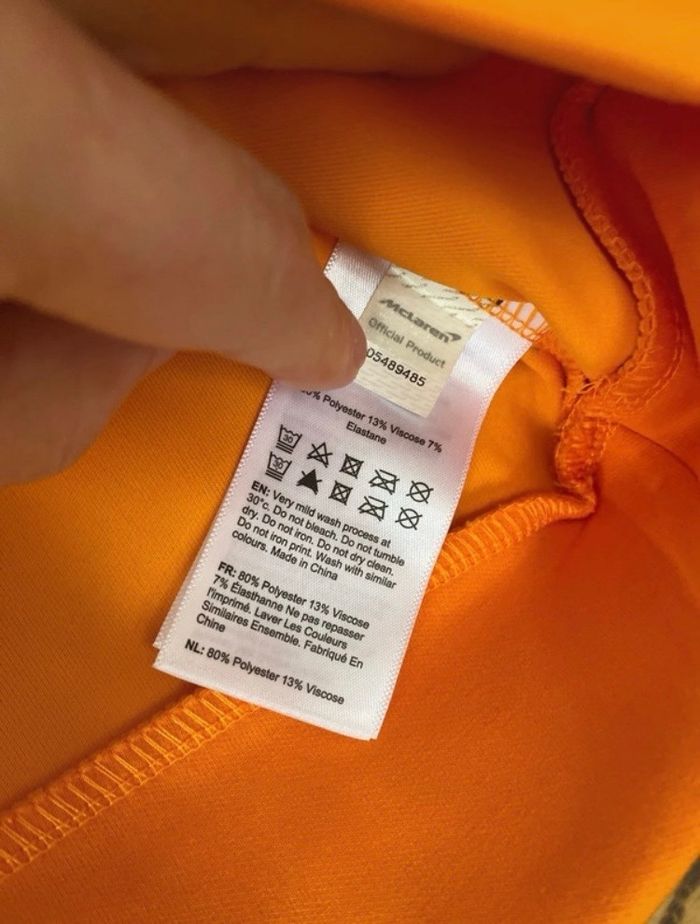 McLaren
Official Product
05489485
Polyester 13% Viscose 7%
Elastane
30
30
EN: Very mild wash process at
30°c. Do not bleach. Do not tumble
dry. Do not iron. Do not dry clean.
Do not iron print. Wash with similar
colours. Made in China
FR: 80% Polyester 13% Viscose
7% Élasthanne Ne pas repasser
l'imprimé. Laver Les Couleurs
Similaires Ensemble. Fabriqué En
Chine
NL: 80% Polyester 13% Viscose